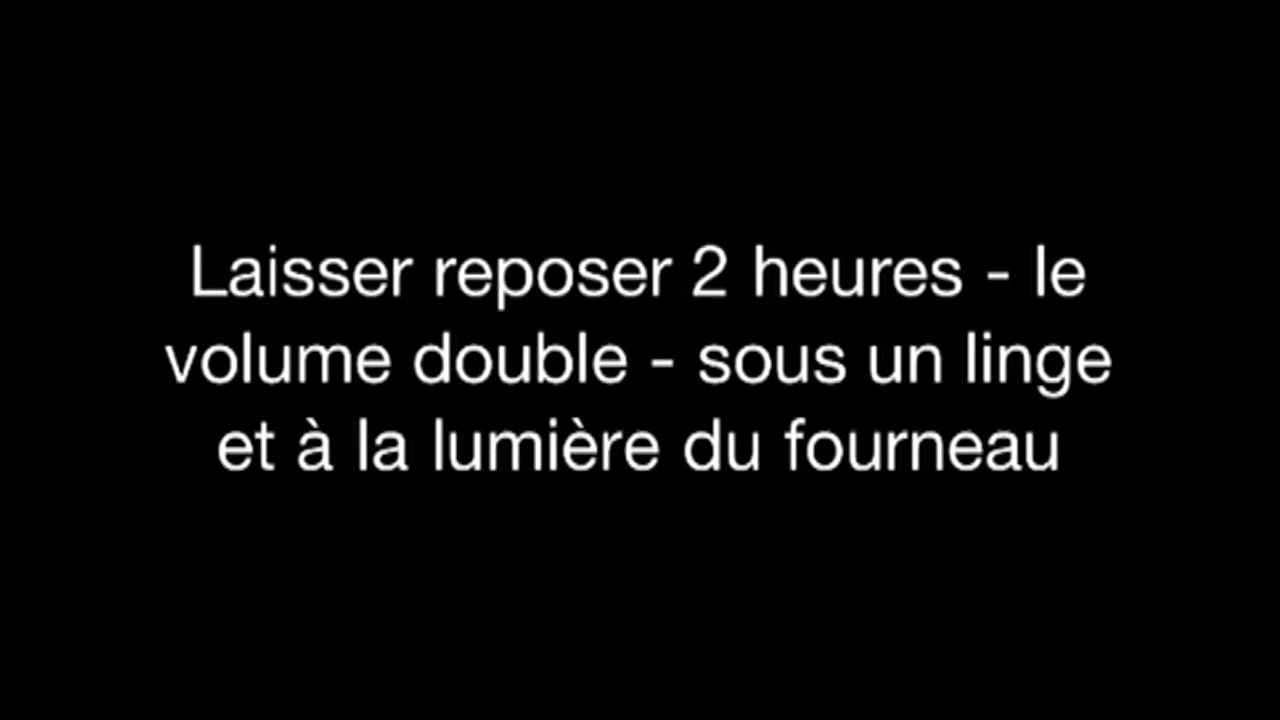 Laisser reposer 2 heures - le
volume double - sous un linge
et à la lumière du fourneau